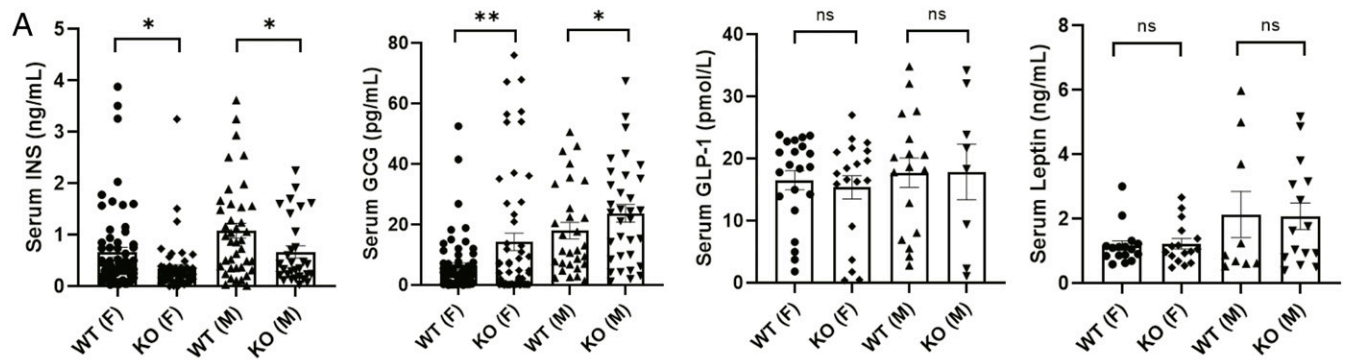 A
* *
Serum INS (ng/mL)
5
4
3
2
1
0
WT (F) KO (F) WT (M) KO (M)
** *
Serum GCG (pg/mL)
80
60
40
20
0
WT (F) KO (F) WT (M) KO (M)
ns ns
Serum GLP-1 (pmol/L)
40
30
20
10
0
WT (F) KO (F) WT (M) KO (M)
ns ns
Serum Leptin (ng/mL)
8
6
4
2
0
WT (F) KO (F) WT (M) KO (M)